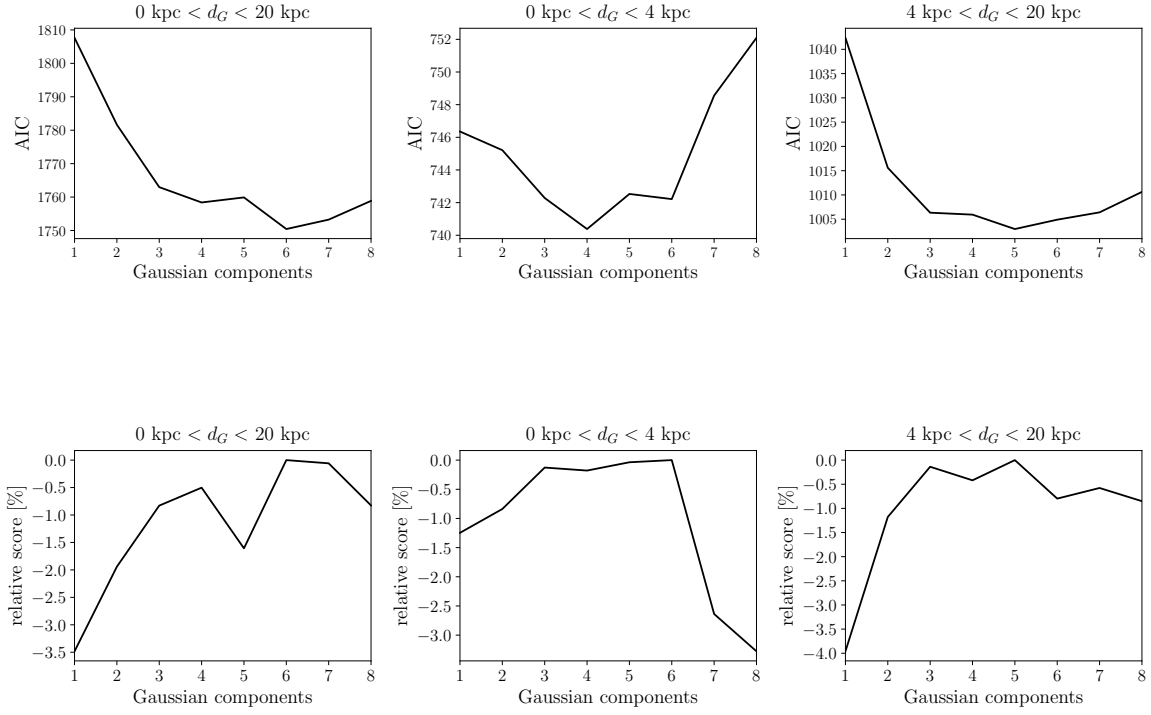 0 kpc < d_G < 20 kpc
AIC
1810
1800
1790
1780
1770
1760
1750
1 2 3 4 5 6 7 8
Gaussian components
0 kpc < d_G < 4 kpc
AIC
752
750
748
746
744
742
740
1 2 3 4 5 6 7 8
Gaussian components
4 kpc < d_G < 20 kpc
AIC
1040
1035
1030
1025
1020
1015
1010
1005
1 2 3 4 5 6 7 8
Gaussian components
0 kpc < d_G < 20 kpc
relative score [%]
0.0
−0.5
−1.0
−1.5
−2.0
−2.5
−3.0
−3.5
1 2 3 4 5 6 7 8
Gaussian components
0 kpc < d_G < 4 kpc
relative score [%]
0.0
−0.5
−1.0
−1.5
−2.0
−2.5
−3.0
1 2 3 4 5 6 7 8
Gaussian components
4 kpc < d_G < 20 kpc
relative score [%]
0.0
−0.5
−1.0
−1.5
−2.0
−2.5
−3.0
−3.5
−4.0
1 2 3 4 5 6 7 8
Gaussian components